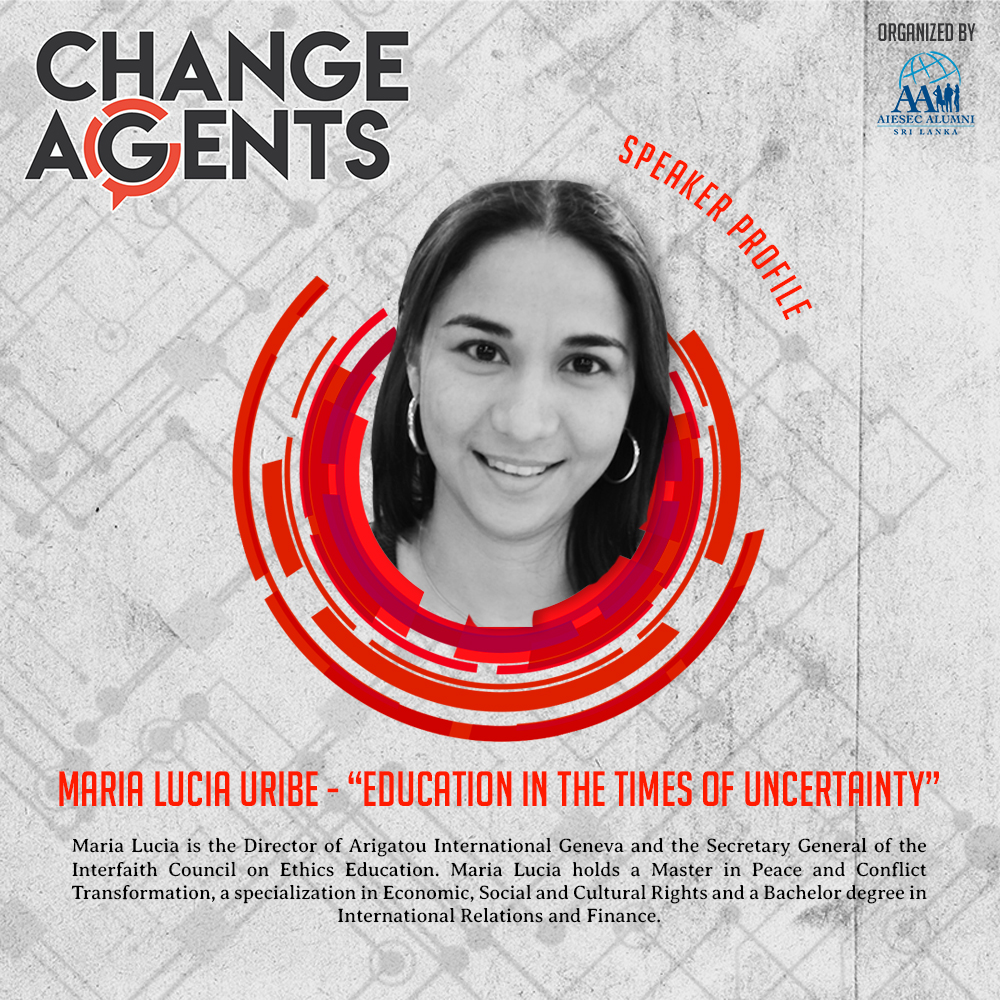 CHANGE
AGENTS
ORGANIZED BY
AA
AIESEC ALUMNI
SRI LANKA
SPEAKER PROFILE
MARIA LUCIA URIBE - “EDUCATION IN THE TIMES OF UNCERTAINTY”
Maria Lucia is the Director of Arigatou International Geneva and the Secretary General of the
Interfaith Council on Ethics Education. Maria Lucia holds a Master in Peace and Conflict
Transformation, a specialization in Economic, Social and Cultural Rights and a Bachelor degree in
International Relations and Finance.